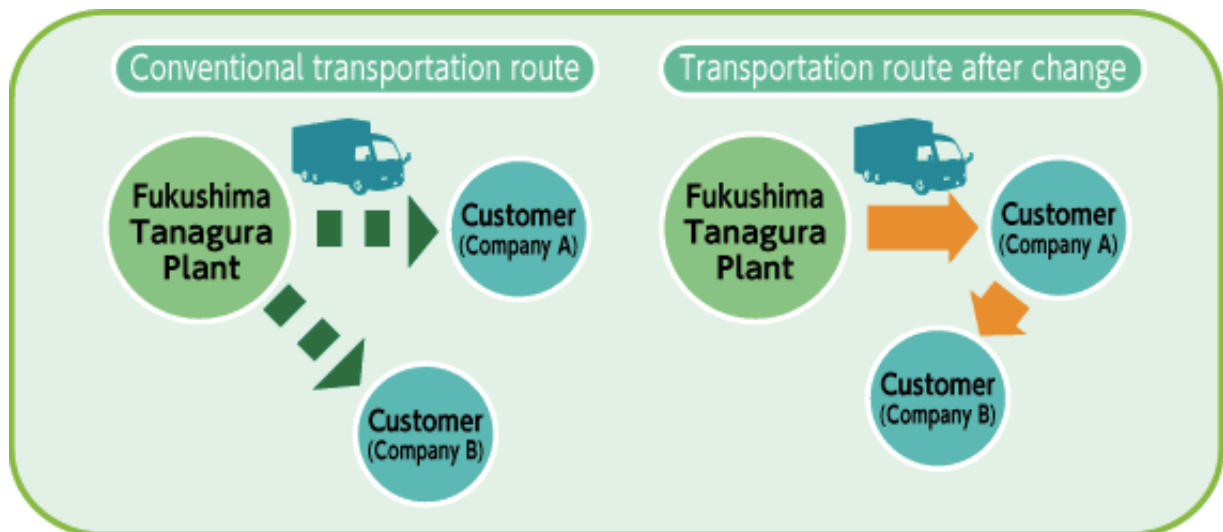 Conventional transportation route
Fukushima
Tanagura
Plant
Customer
(Company A)
Customer
(Company B)
Transportation route after change
Fukushima
Tanagura
Plant
Customer
(Company A)
Customer
(Company B)